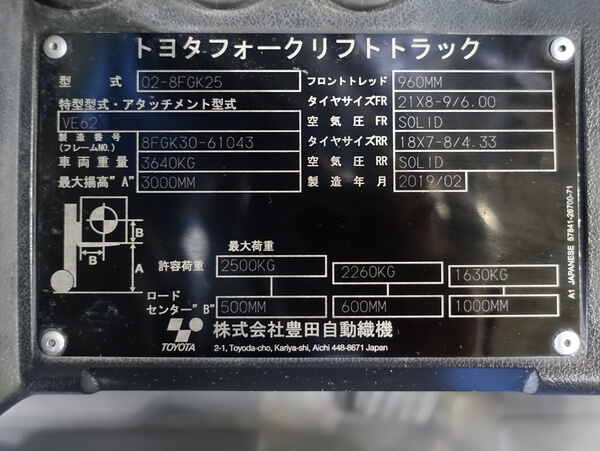 トヨタフォークリフトトラック
型 式 02-8FGK25 フロントトレッド 960MM
特型型式・アタッチメント型式 タイヤサイズFR 21X8-9/6.00
VE62 空 気 圧 FR SOLID
製造番号 (フレームNO.) 8FGK30-61043 タイヤサイズRR 18X7-8/4.33
車両重量 3640KG 空 気 圧 RR SOLID
最大揚高"A" 3000MM 製 造 年 月 2019/02
B
B
A
最大荷重
許容荷重 2500KG 2260KG 1630KG
ロード
センター"B" 500MM 600MM 1000MM
TOYOTA 株式会社豊田自動織機
2-1, Toyoda-cho, Kariya-shi, Aichi 448-8671 Japan
A1 JAPANESE 57841-26700-71